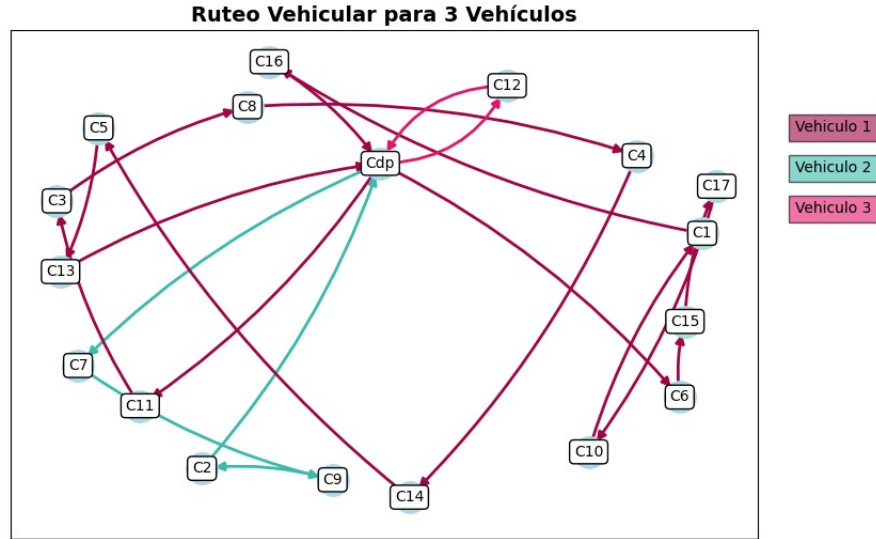 Ruteo Vehicular para 3 Vehículos
C16
C12
C8
C5
Vehiculo 1
C4
Cdp
Vehiculo 2
C17
C3
Vehiculo 3
C1
C13
C15
C7
C6
C11
C10
C2
C9
C14